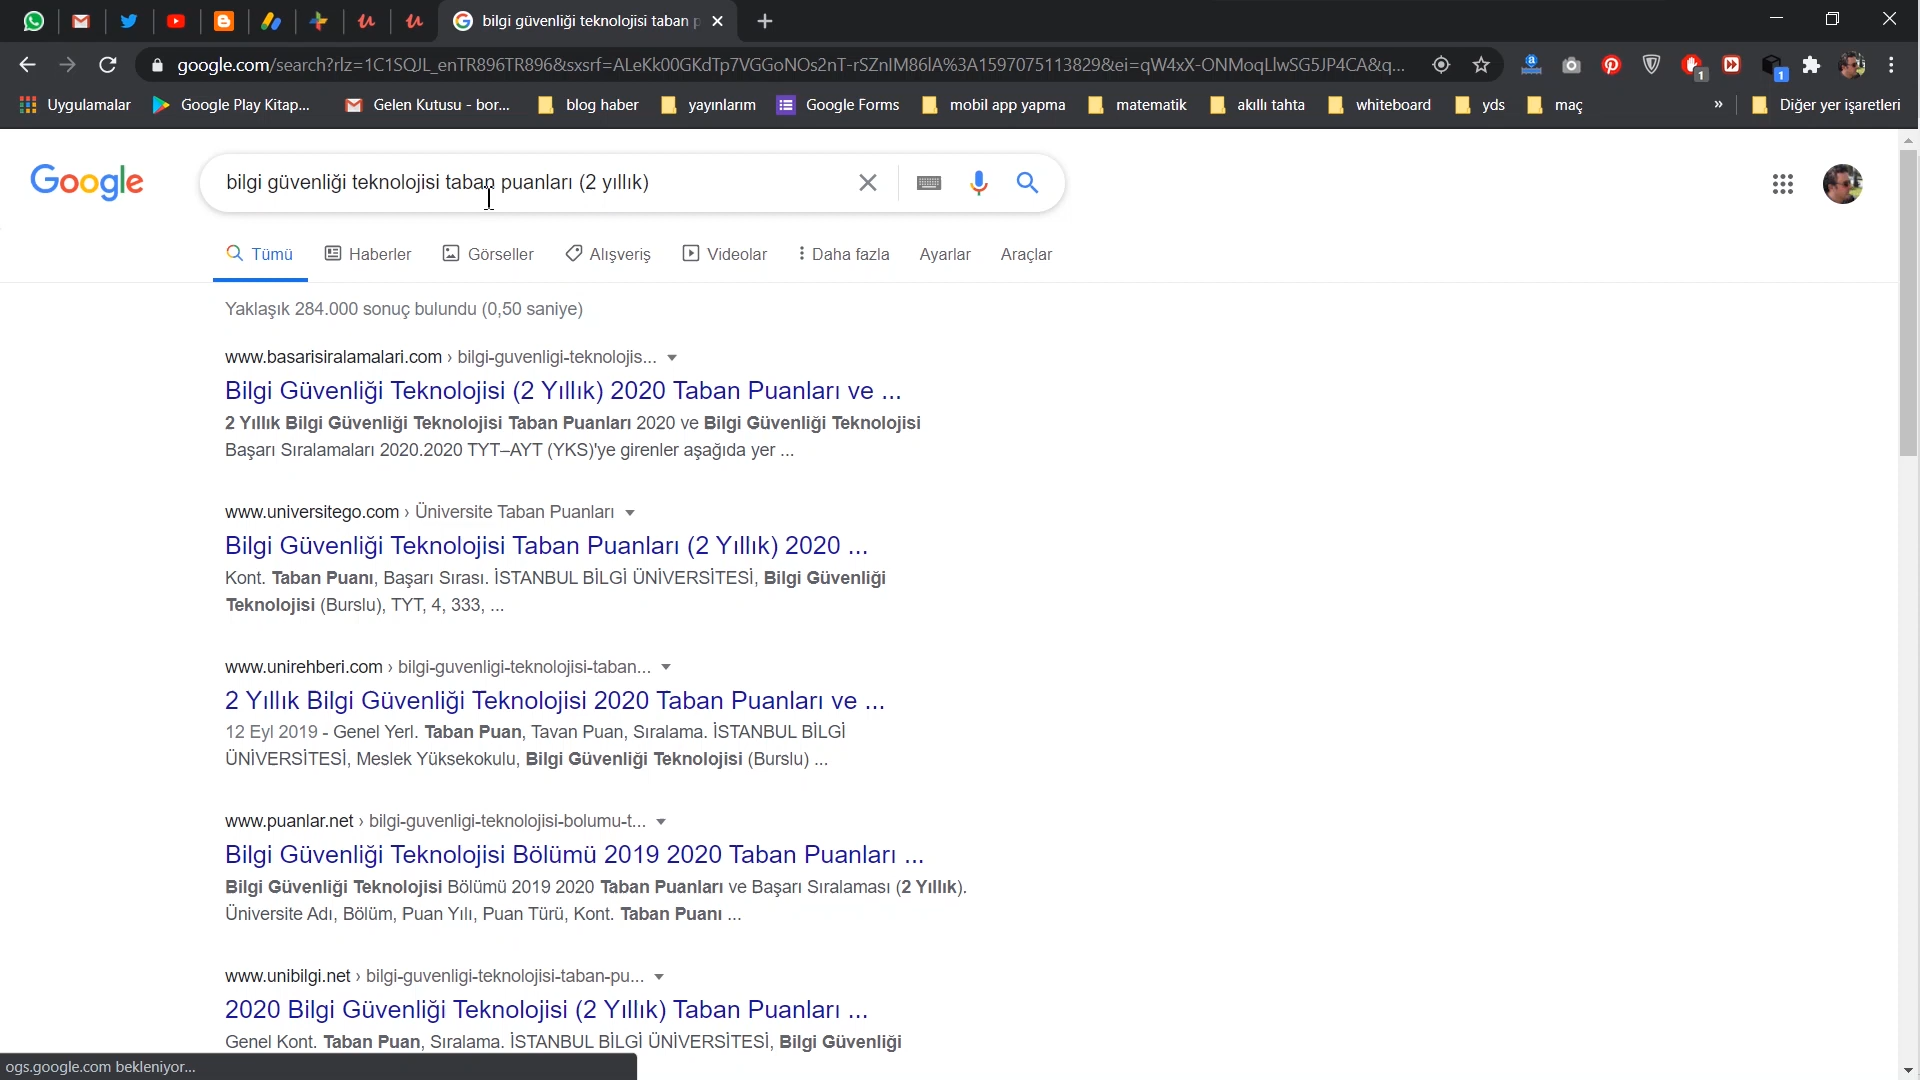 bilgi güvenliği teknolojisi taban p
google.com/search?rlz=1C1SQJL_enTR896TR896&sxsrf=ALeKk00GKdTp7VGGoNOs2nT-rSZnIM86lA%3A1597075113829&ei=qW4xX-ONMoqLlwSG5JP4CA&q...
Uygulamalar Google Play Kitap... Gelen Kutusu - bor... blog haber yayınlarım Google Forms mobil app yapma matematik akıllı tahta whiteboard yds maç » Diğer yer işaretleri
Google bilgi güvenliği teknolojisi taban puanları (2 yıllık)
Tümü Haberler Görseller Alışveriş Videolar Daha fazla Ayarlar Araçlar
Yaklaşık 284.000 sonuç bulundu (0,50 saniye)
www.basarisiralamalari.com › bilgi-guvenligi-teknolojis...
Bilgi Güvenliği Teknolojisi (2 Yıllık) 2020 Taban Puanları ve ...
2 Yıllık Bilgi Güvenliği Teknolojisi Taban Puanları 2020 ve Bilgi Güvenliği Teknolojisi
Başarı Sıralamaları 2020.2020 TYT–AYT (YKS)'ye girenler aşağıda yer ...
www.universitego.com › Üniversite Taban Puanları
Bilgi Güvenliği Teknolojisi Taban Puanları (2 Yıllık) 2020 ...
Kont. Taban Puanı, Başarı Sırası. İSTANBUL BİLGİ ÜNİVERSİTESİ, Bilgi Güvenliği
Teknolojisi (Burslu), TYT, 4, 333, ...
www.unirehberi.com › bilgi-guvenligi-teknolojisi-taban...
2 Yıllık Bilgi Güvenliği Teknolojisi 2020 Taban Puanları ve ...
12 Eyl 2019 - Genel Yerl. Taban Puan, Tavan Puan, Sıralama. İSTANBUL BİLGİ
ÜNİVERSİTESİ, Meslek Yüksekokulu, Bilgi Güvenliği Teknolojisi (Burslu) ...
www.puanlar.net › bilgi-guvenligi-teknolojisi-bolumu-t...
Bilgi Güvenliği Teknolojisi Bölümü 2019 2020 Taban Puanları ...
Bilgi Güvenliği Teknolojisi Bölümü 2019 2020 Taban Puanları ve Başarı Sıralaması (2 Yıllık).
Üniversite Adı, Bölüm, Puan Yılı, Puan Türü, Kont. Taban Puanı ...
www.unibilgi.net › bilgi-guvenligi-teknolojisi-taban-pu...
2020 Bilgi Güvenliği Teknolojisi (2 Yıllık) Taban Puanları ...
Genel Kont. Taban Puan, Sıralama. İSTANBUL BİLGİ ÜNİVERSİTESİ, Bilgi Güvenliği
ogs.google.com bekleniyor...